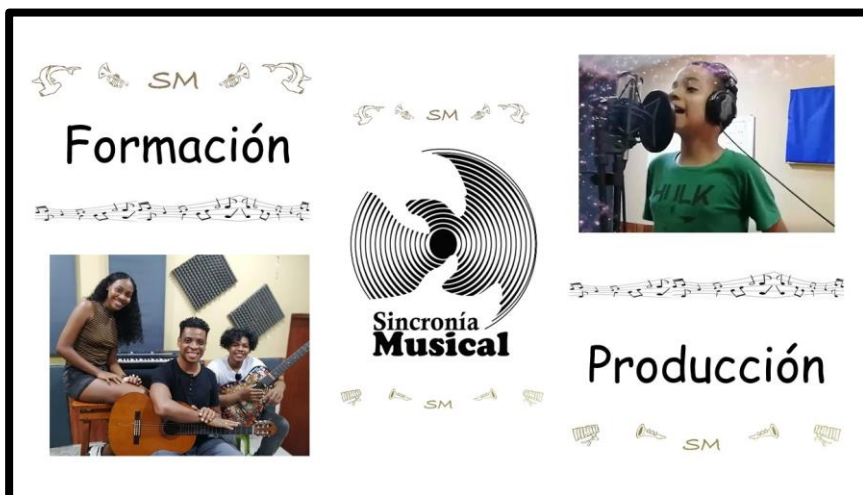 SM
Formación
SM
Sincronía
Musical
SM
HULK
Producción
SM